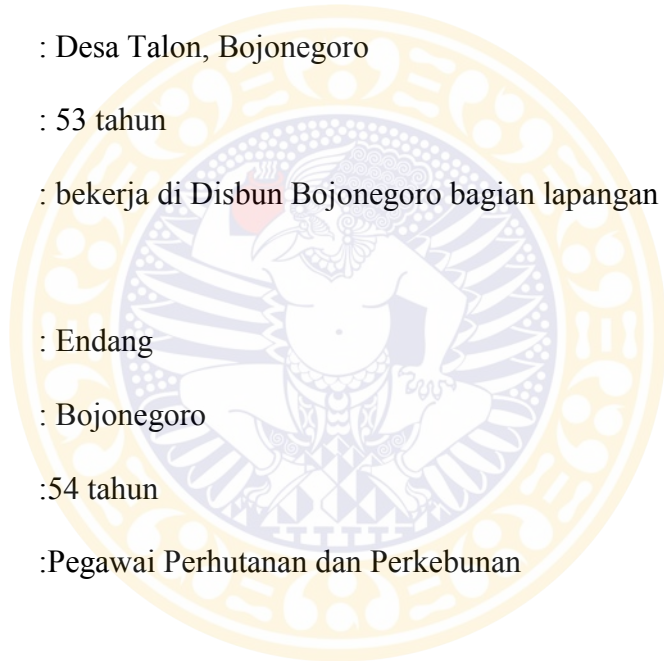 : Desa Talon, Bojonegoro
: 53 tahun
: bekerja di Disbun Bojonegoro bagian lapangan
: Endang
: Bojonegoro
:54 tahun
:Pegawai Perhutanan dan Perkebunan